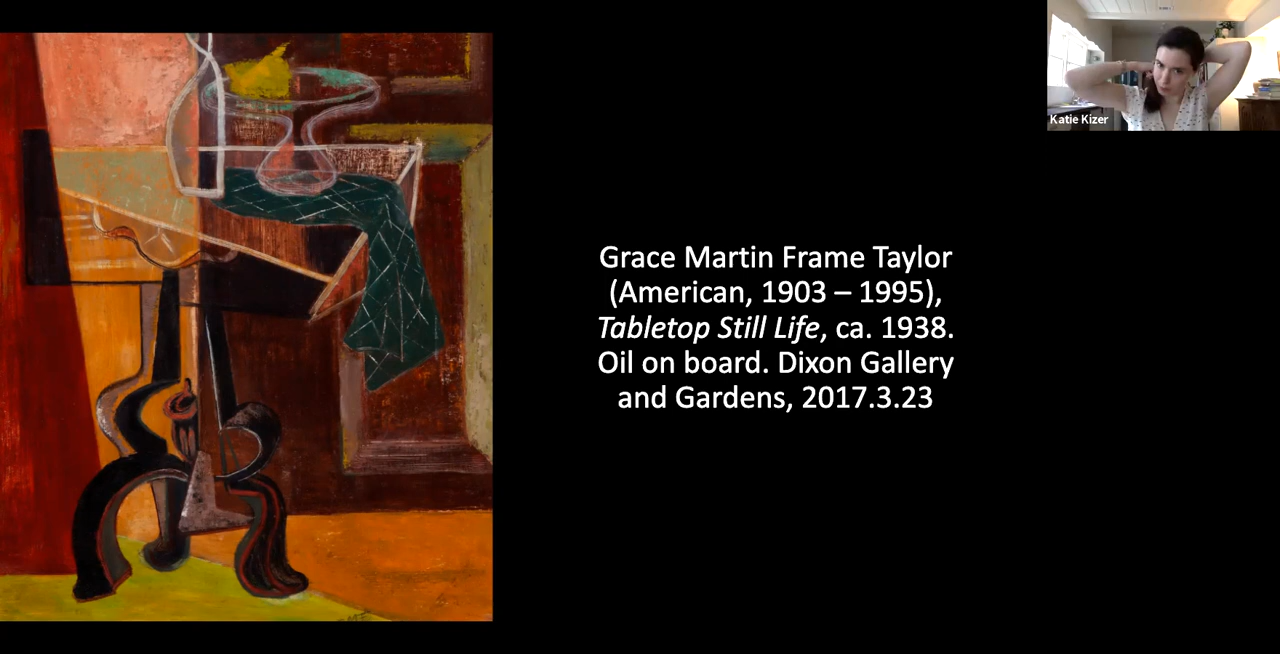 Grace Martin Frame Taylor
(American, 1903 – 1995),
Tabletop Still Life, ca. 1938.
Oil on board. Dixon Gallery
and Gardens, 2017.3.23
Katie Kizer